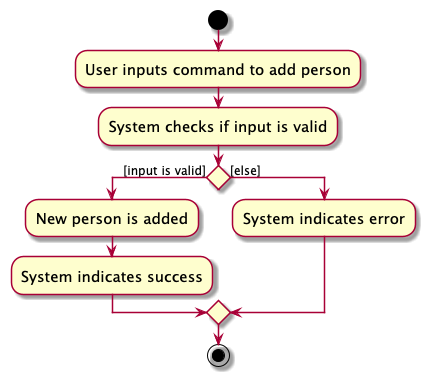 User inputs command to add person
System checks if input is valid
[input is valid]
[else]
New person is added
System indicates error
System indicates success